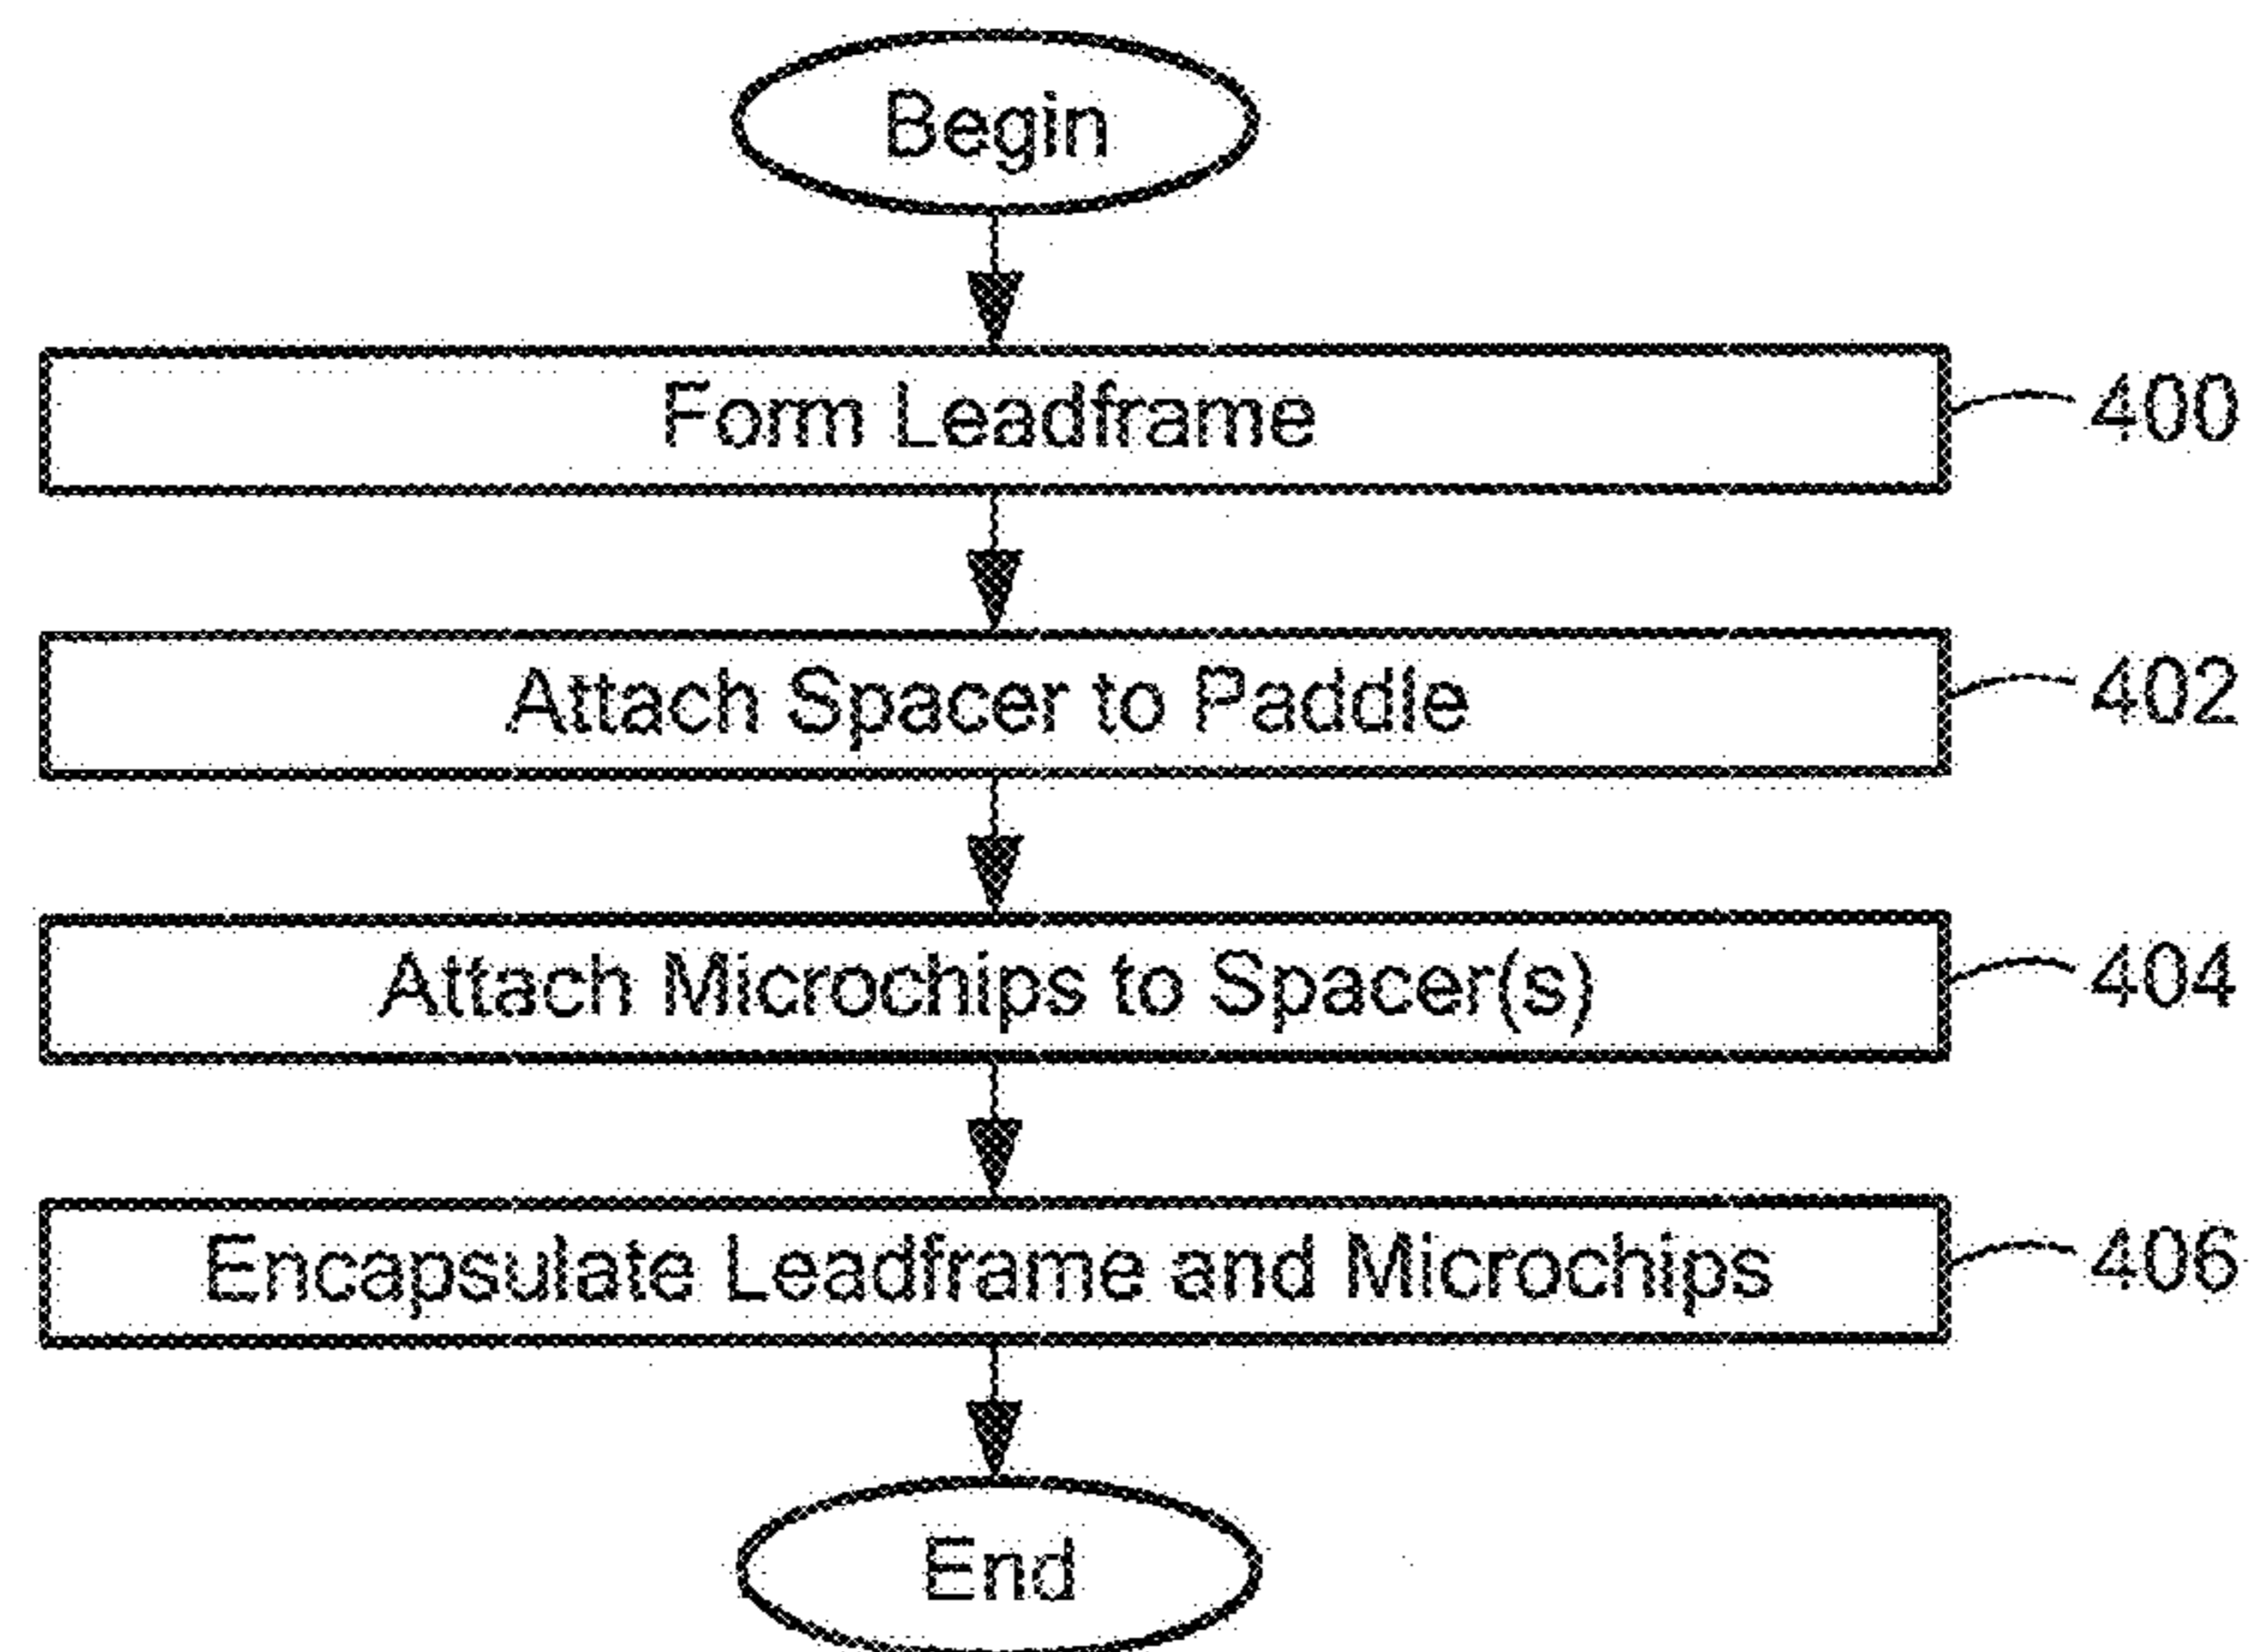 Begin
Form Leadframe 400
Attach Spacer to Paddle 402
Attach Microchips to Spacer(s) 404
Encapsulate Leadframe and Microchips 406
End